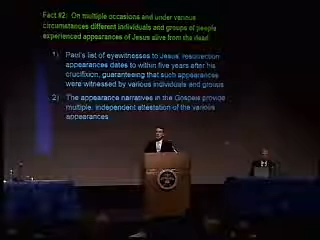 Fact #2: On multiple occasions and under various
circumstances different individuals and groups of people
experienced appearances of Jesus alive from the dead
1) Paul's list of eyewitnesses to Jesus' resurrection
appearances dates to within five years after his
crucifixion, guaranteeing that such appearances
were witnessed by various individuals and groups
2) The appearance narratives in the Gospels provide
multiple, independent attestation of the various
appearances